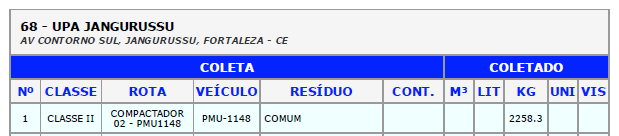 68 - UPA JANGURUSSU
AV CONTORNO SUL, JANGURUSSU, FORTALEZA - CE
COLETA COLETADO
Nº CLASSE ROTA VEÍCULO RESÍDUO CONT. M³ LIT KG UNI VIS
1 CLASSE II COMPACTADOR 02 - PMU1148 PMU-1148 COMUM 2258.3